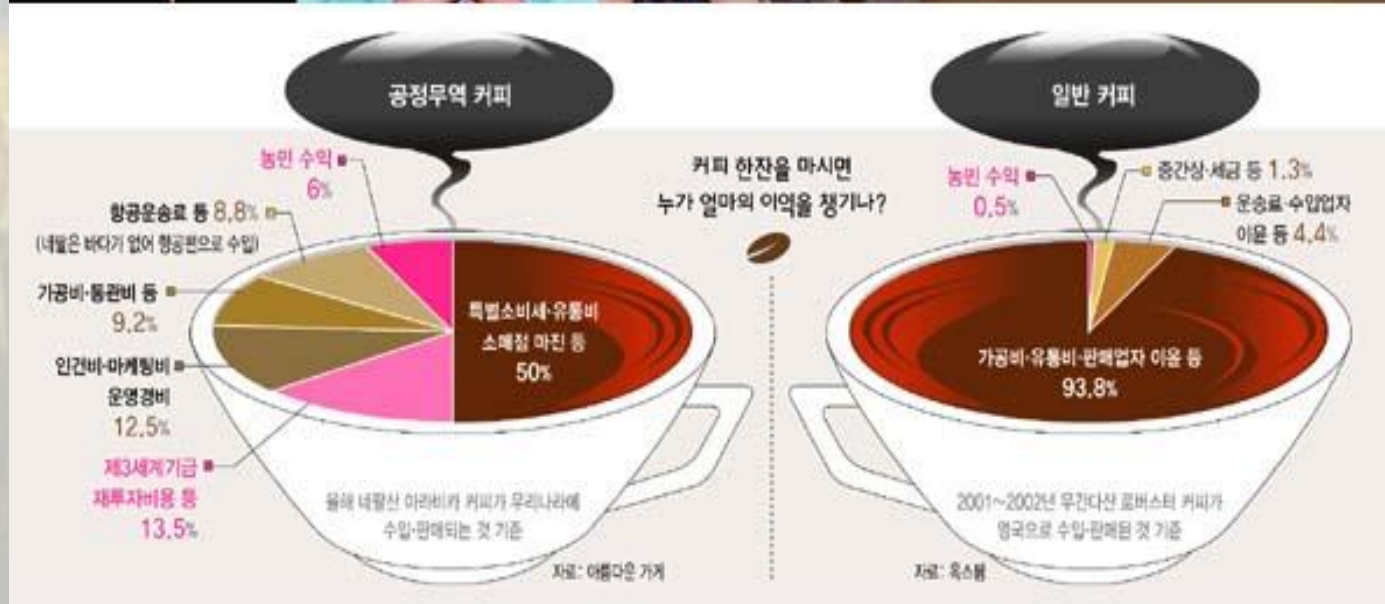 공정무역 커피
농민 수익
6%
항공운송료 등 8.8%
(네팔은 바다가 없어 항공편으로 수입)
가공비·통관비 등
9.2%
인건비·마케팅비
운영경비
12.5%
제3세계기금
재투자비용 등
13.5%
특별소비세·유통비
소매점 마진 등
50%
올해 네팔산 아라비카 커피가 우리나라에
수입·판매되는 것 기준
자료: 아름다운 가게
커피 한잔을 마시면
누가 얼마의 이익을 챙기나?
일반 커피
농민 수익
0.5%
중간상·세금 등 1.3%
운송료·수입업자
이윤 등 4.4%
가공비·유통비·판매업자 이윤 등
93.8%
2001~2002년 우간다산 로버스터 커피가
영국으로 수입·판매된 것 기준
자료: 옥스팜